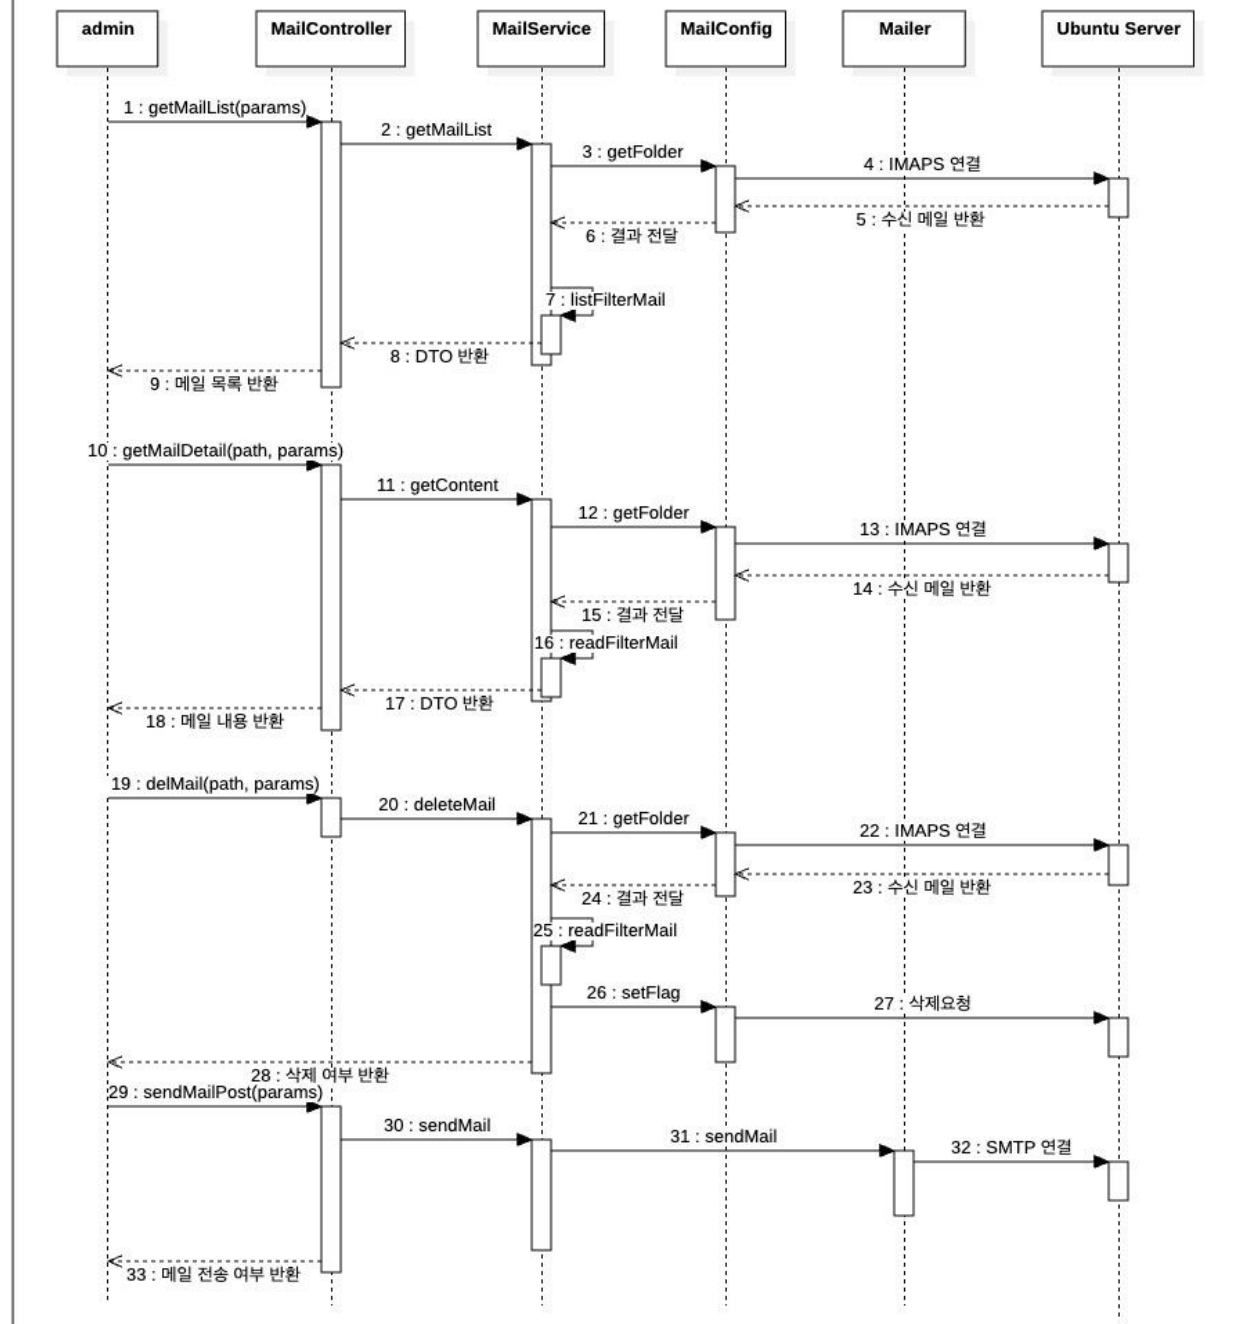 admin
MailController
MailService
MailConfig
Mailer
Ubuntu Server
1 : getMailList(params)
2 : getMailList
3 : getFolder
4 : IMAPS 연결
5 : 수신 메일 반환
6 : 결과 전달
7 : listFilterMail
8 : DTO 반환
9 : 메일 목록 반환
10 : getMailDetail(path, params)
11 : getContent
12 : getFolder
13 : IMAPS 연결
14 : 수신 메일 반환
15 : 결과 전달
16 : readFilterMail
17 : DTO 반환
18 : 메일 내용 반환
19 : delMail(path, params)
20 : deleteMail
21 : getFolder
22 : IMAPS 연결
23 : 수신 메일 반환
24 : 결과 전달
25 : readFilterMail
26 : setFlag
27 : 삭제요청
28 : 삭제 여부 반환
29 : sendMailPost(params)
30 : sendMail
31 : sendMail
32 : SMTP 연결
33 : 메일 전송 여부 반환